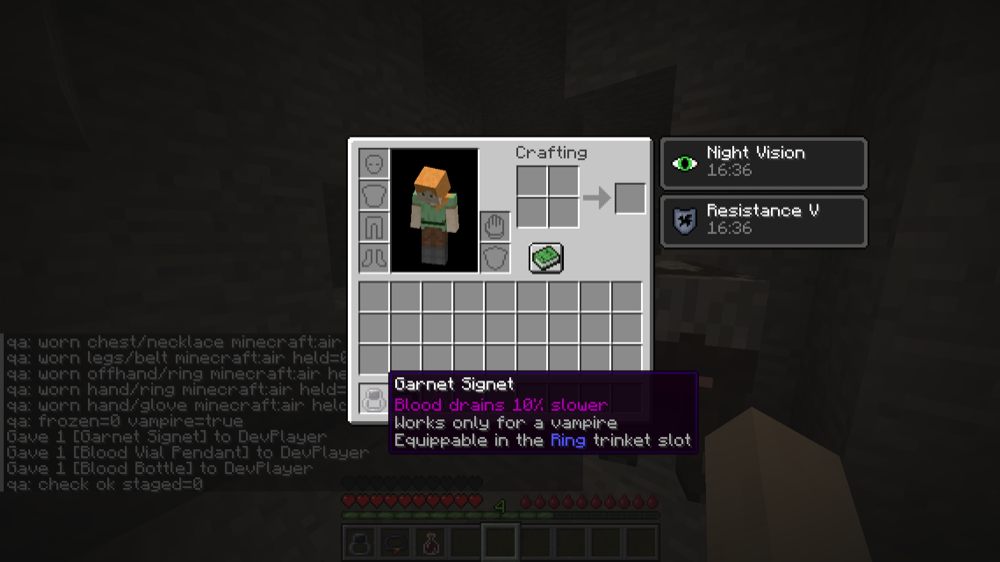 Crafting
Night Vision
16:36
Resistance V
16:36
qa: worn chest/necklace minecraft:air
qa: worn legs/belt minecraft:air held=0
qa: worn offhand/ring minecraft:air he
qa: worn hand/ring minecraft:air held=
qa: worn hand/glove minecraft:air held
qa: frozen=0 vampire=true
Gave 1 [Garnet Signet] to DevPlayer
Gave 1 [Blood Vial Pendant] to DevPlayer
Gave 1 [Blood Bottle] to DevPlayer
qa: check ok staged=0
Garnet Signet
Blood drains 10% slower
Works only for a vampire
Equippable in the Ring trinket slot
4